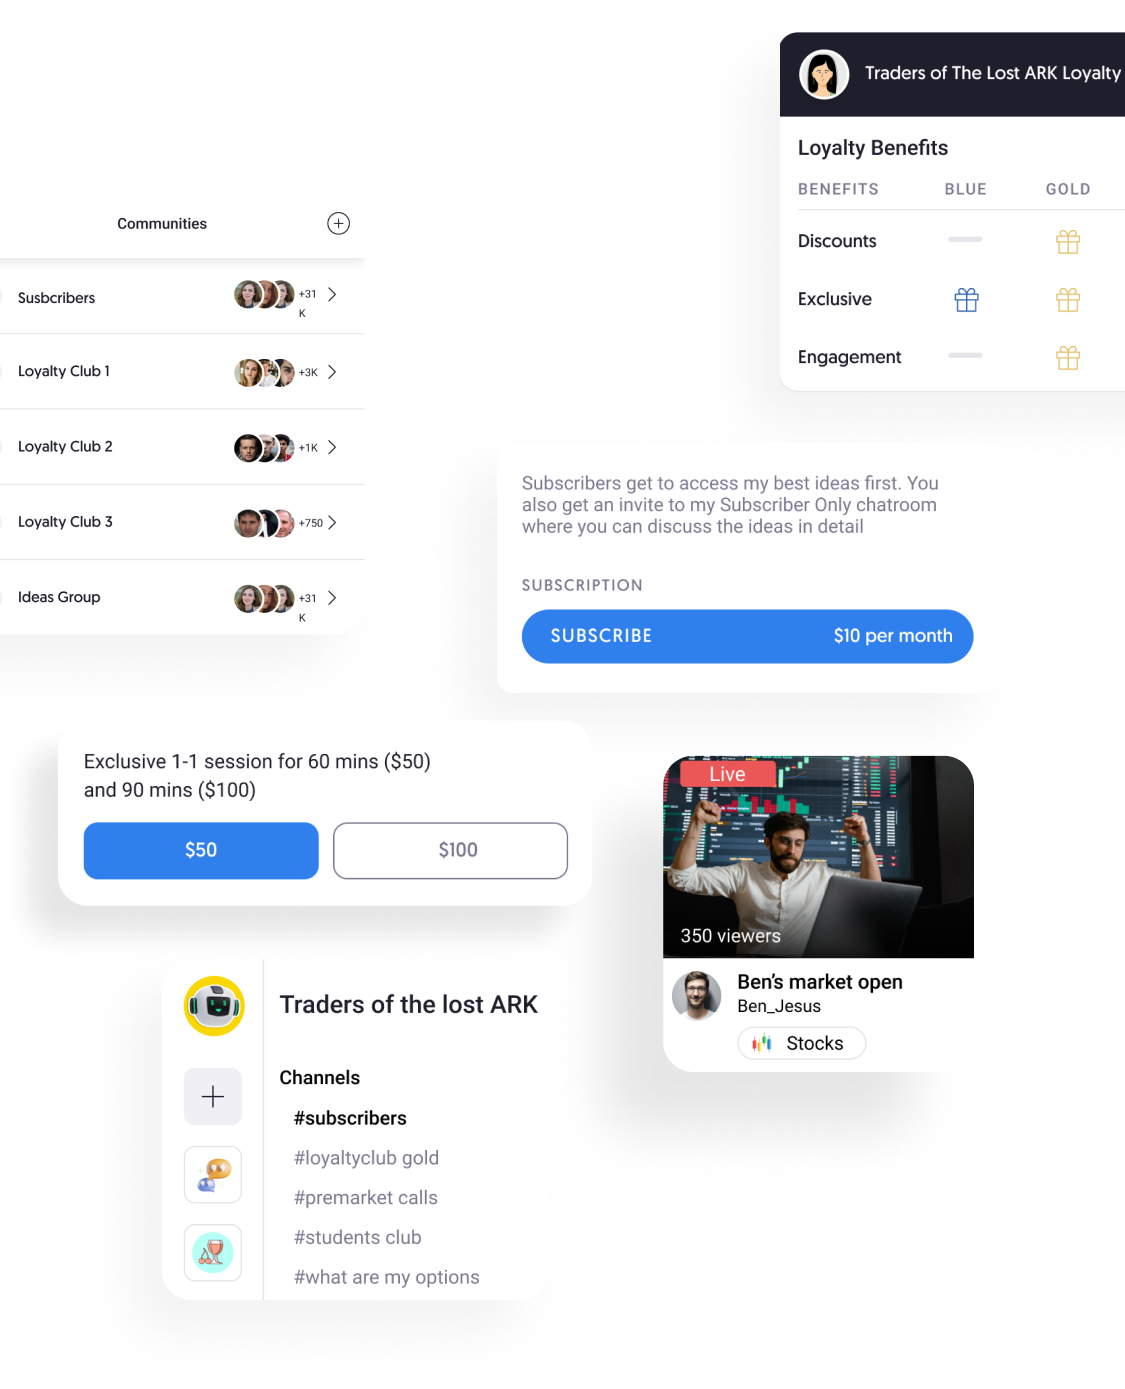 Traders of The Lost ARK Loyalty
Loyalty Benefits
BENEFITS BLUE GOLD
Discounts
Exclusive
Engagement
Communities
Susbcribers +31
K
Loyalty Club 1 +3K
Loyalty Club 2 +1K
Loyalty Club 3 +750
Ideas Group +31
K
Subscribers get to access my best ideas first. You
also get an invite to my Subscriber Only chatroom
where you can discuss the ideas in detail
SUBSCRIPTION
SUBSCRIBE $10 per month
Exclusive 1-1 session for 60 mins ($50)
and 90 mins ($100)
$50 $100
Live
350 viewers
Ben's market open
Ben_Jesus
Stocks
Traders of the lost ARK
Channels
#subscribers
#loyaltyclub gold
#premarket calls
#students club
#what are my options